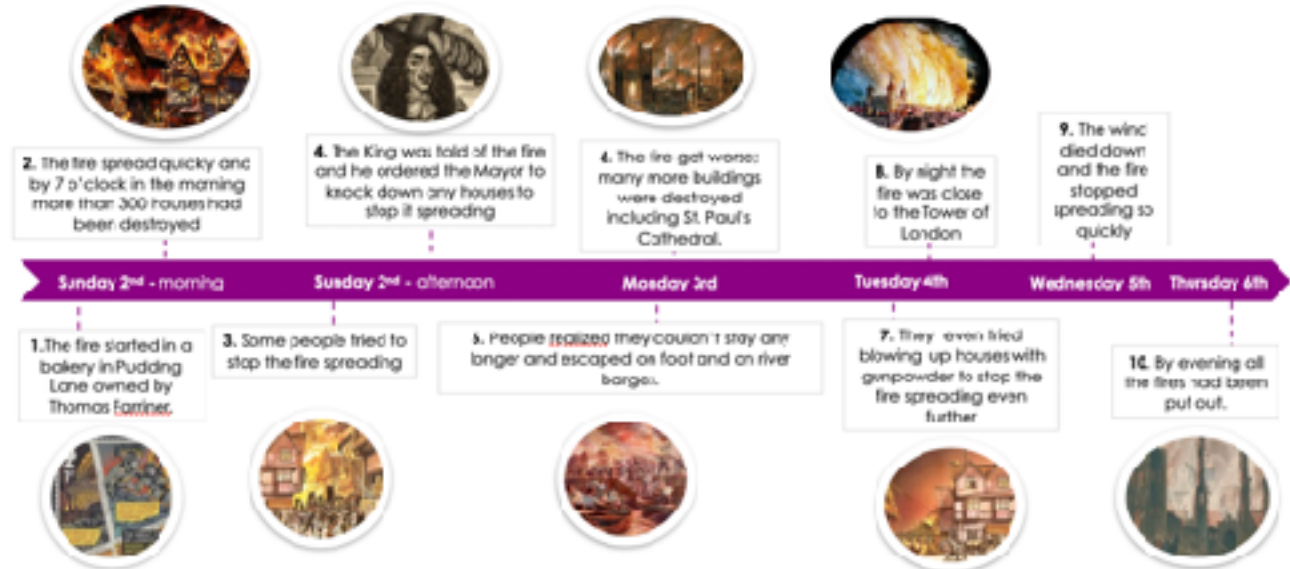 2. The fire spread quicky and
by 7 o'clock in the morning
more than 300 houses had
been destroyed
4. The King was told of the fire
and he ordered the Mayor to
knock down any houses to
stop it spreading
6. The fire got worse;
many more buildings
were destroyed
including St. Paul's
Cathedral.
8. By night the
fire was close
to the Tower of
London
9. The wind
died down
and the fire
stopped
spreading so
quickly
Sunday 2nd - morning
Sunday 2nd - afternoon
Monday 3rd
Tuesday 4th
Wednesday 5th
Thursday 6th
1.The fire started in a
bakery in Pudding
Lane owned by
Thomas Farriner.
3. Some people tried to
stop the fire spreading
5. People realized they couldn't stay any
longer and escaped on foot and on river
barges.
7. They even tried
blowing up houses with
gunpowder to stop the
fire spreading even
further
10. By evening all
the fires had been
put out.